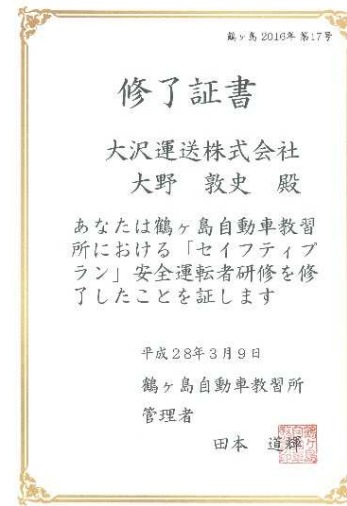 鶴ヶ島 2016年 第17号
修了証書
大沢運送株式会社
大野 敦史 殿
あなたは鶴ヶ島自動車教習
所における「セイフティプ
ラン」安全運転者研修を修
了したことを証します
平成28年3月9日
鶴ヶ島自動車教習所
管理者
田本 道輝